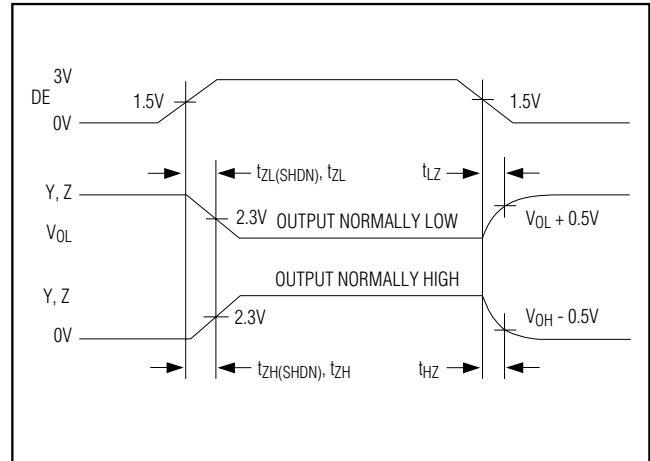 3V
DE
1.5V
1.5V
0V
tZL(SHDN), tZL
tLZ
Y, Z
2.3V
OUTPUT NORMALLY LOW
VOL + 0.5V
VOL
OUTPUT NORMALLY HIGH
Y, Z
2.3V
VOH - 0.5V
0V
tZH(SHDN), tZH
tHZ